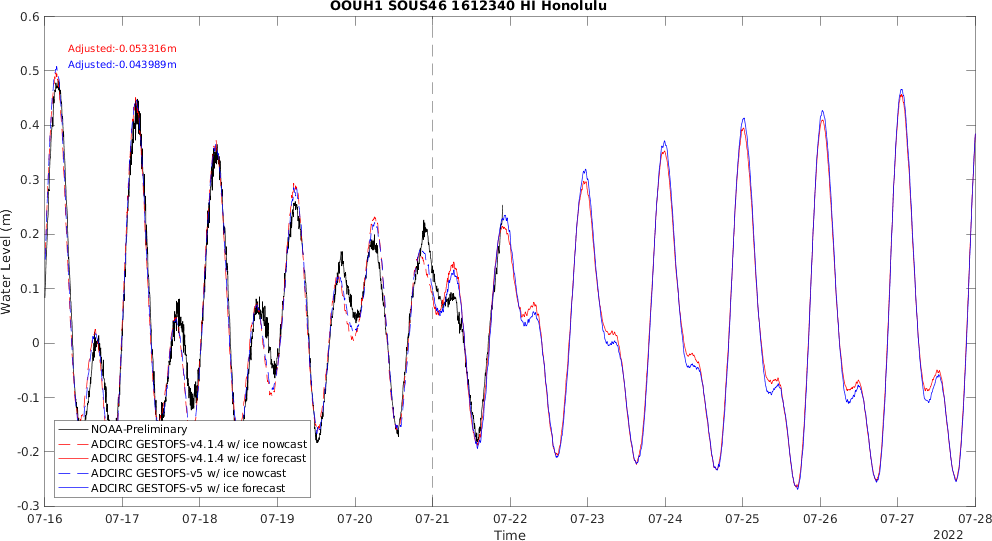 OOUH1 SOUS46 1612340 HI Honolulu
0.6
0.5
0.4
0.3
0.2
0.1
0
-0.1
-0.2
-0.3
Water Level (m)
Adjusted:-0.053316m
Adjusted:-0.043989m
NOAA-Preliminary
ADCIRC GESTOFS-v4.1.4 w/ ice nowcast
ADCIRC GESTOFS-v4.1.4 w/ ice forecast
ADCIRC GESTOFS-v5 w/ ice nowcast
ADCIRC GESTOFS-v5 w/ ice forecast
07-16 07-17 07-18 07-19 07-20 07-21 07-22 07-23 07-24 07-25 07-26 07-27 07-28
Time
2022